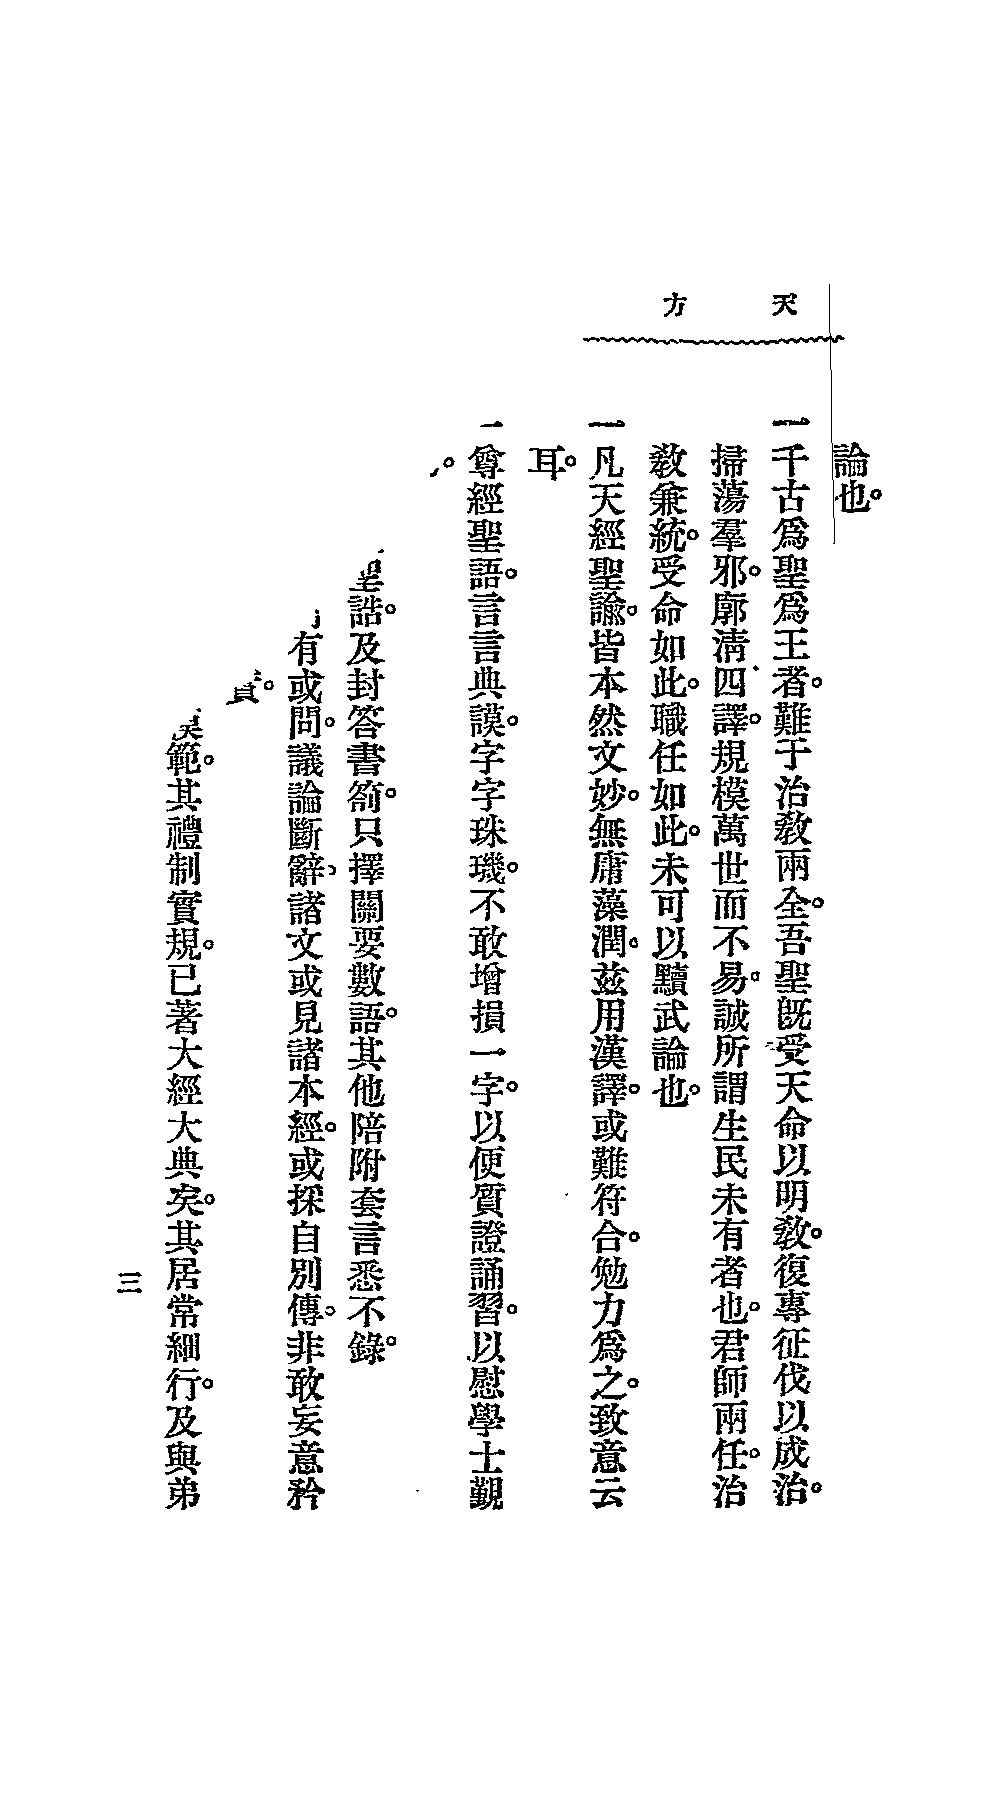 天方
論也。
一千古爲聖爲王者。難于治教兩全。吾聖旣受天命以明教。復專征伐以成治。
掃蕩羣邪。廓淸四譯。規模萬世而不易。誠所謂生民未有者也。君師兩任。治
教兼統。受命如此。職任如此。未可以黷武論也。
一凡天經聖諭。皆本然文妙。無庸藻潤。茲用漢譯。或難符合。勉力爲之。致意云
耳。
一尊經聖語。言言典謨。字字珠璣。不敢增損一字。以便質證誦習。以慰學士觀
誥。及封答書箚。只擇關要數語。其他陪附套言悉不錄。
有或問。議論斷辭、諸文或見諸本經。或採自別傳。非敢妄意矜
範。其禮制實規。已著大經大典矣。其居常細行。及與弟
三